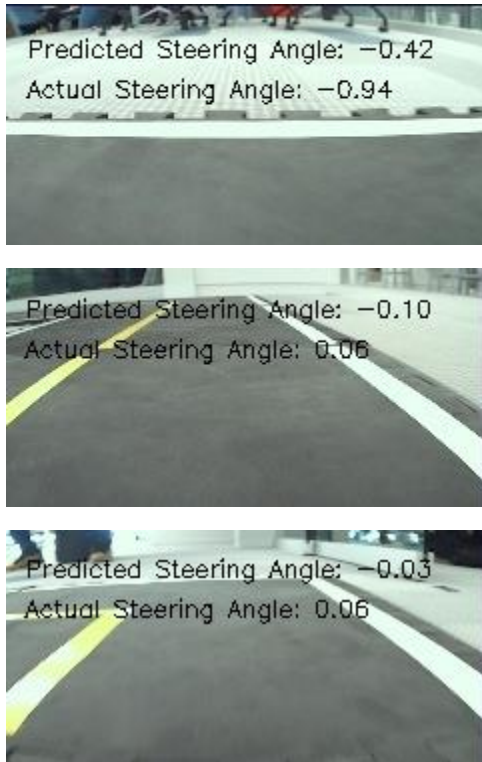 Predicted Steering Angle: -0.42
Actual Steering Angle: -0.94
Predicted Steering Angle: -0.10
Actual Steering Angle: 0.06
Predicted Steering Angle: -0.03
Actual Steering Angle: 0.06